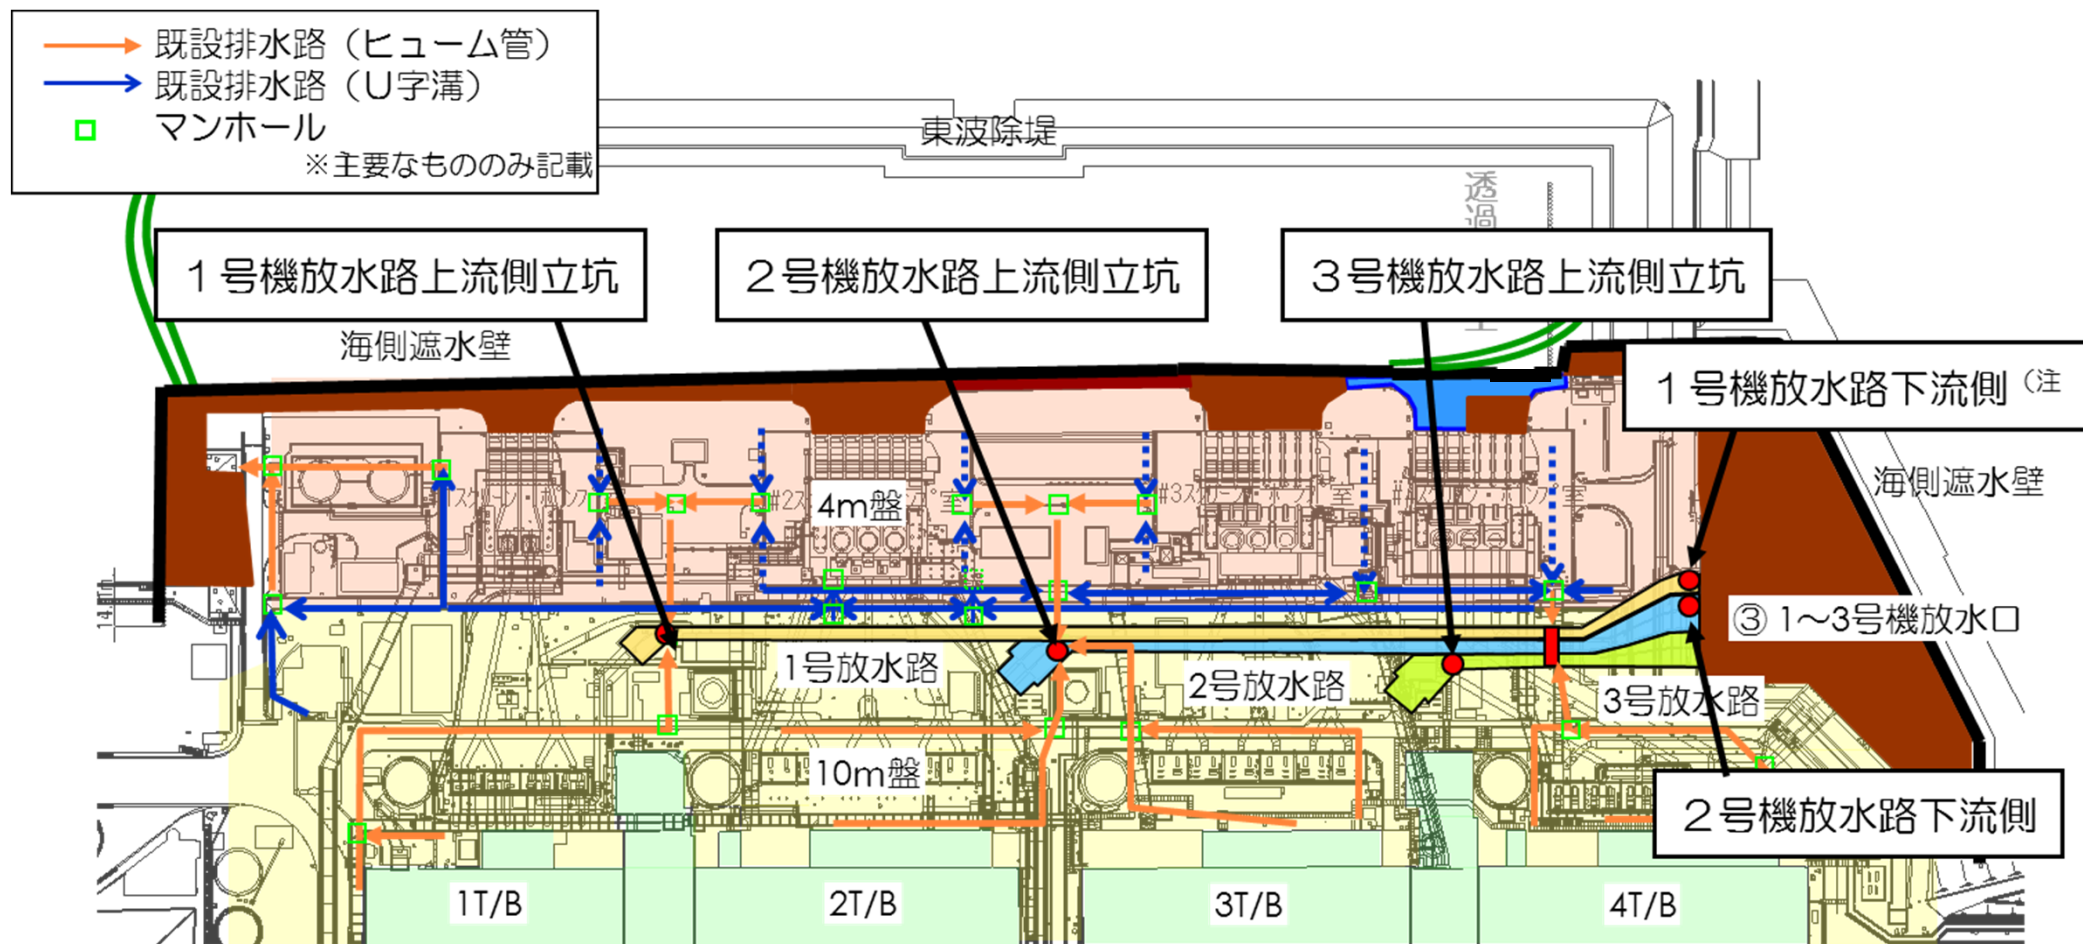 既設排水路（ヒューム管）
既設排水路（Ｕ字溝）
マンホール
※主要なもののみ記載
東波除堤
透過
１号機放水路上流側立坑
２号機放水路上流側立坑
３号機放水路上流側立坑
海側遮水壁
１号機放水路下流側（注
海側遮水壁
4m盤
③ 1～3号機放水口
1号放水路
2号放水路
3号放水路
10m盤
２号機放水路下流側
1T/B
2T/B
3T/B
4T/B